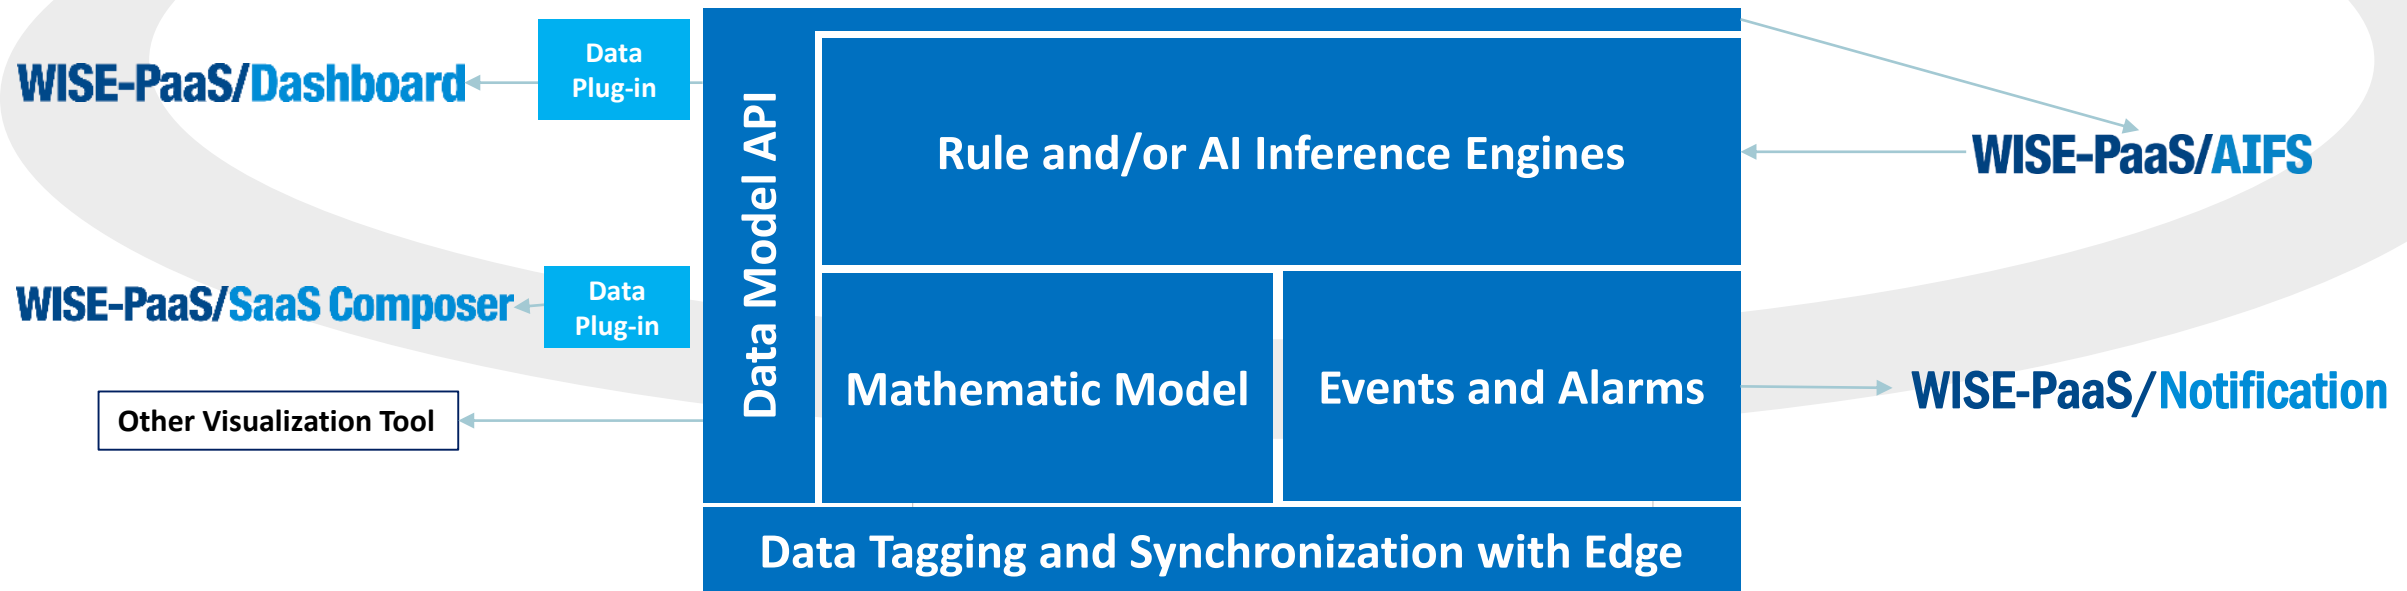 WISE-PaaS/Dashboard
Data
Plug-in
WISE-PaaS/SaaS Composer
Data
Plug-in
Other Visualization Tool
Data Model API
Rule and/or AI Inference Engines
Mathematic Model
Events and Alarms
Data Tagging and Synchronization with Edge
WISE-PaaS/AIFS
WISE-PaaS/Notification